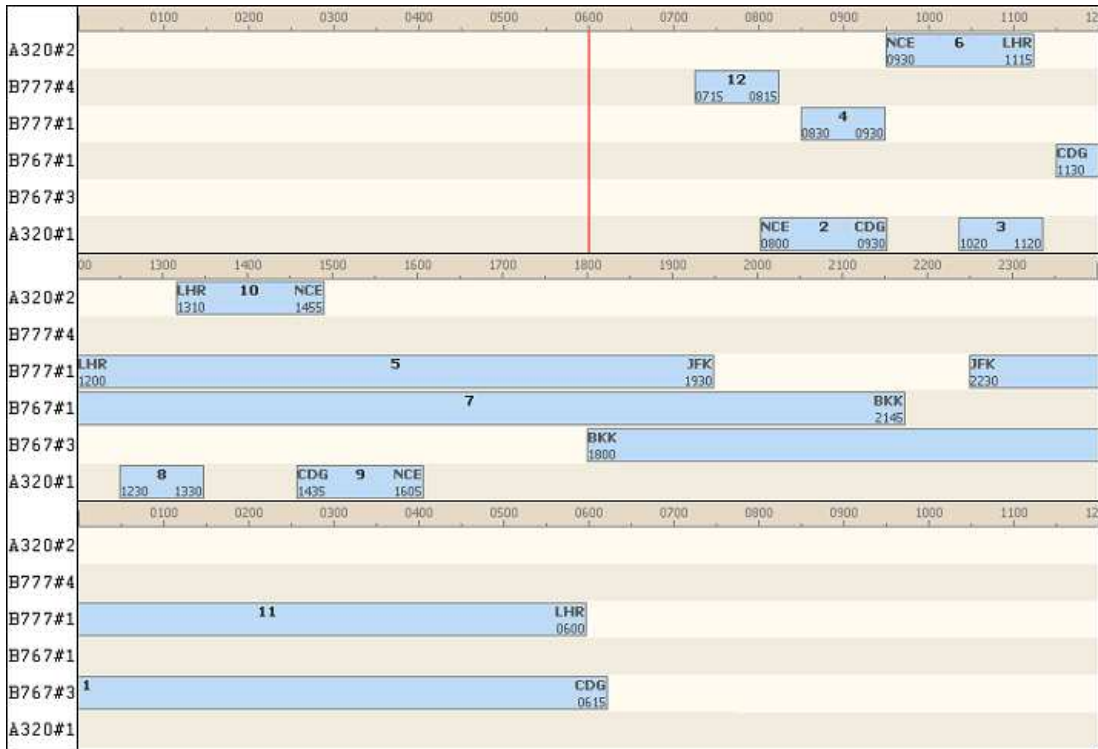 0100 0200 0300 0400 0500 0600 0700 0800 0900 1000 1100 12
A320#2 NCE 6 LHR
0930 1115
B777#4 12
0715 0815
B777#1 4
0830 0930
B767#1 CDG
1130
B767#3
A320#1 NCE 2 CDG 3
0800 0930 1020 1120
00 1300 1400 1500 1600 1700 1800 1900 2000 2100 2200 2300
A320#2 LHR 10 NCE
1310 1455
B777#4
B777#1 LHR 5 JFK JFK
1200 1930 2230
B767#1 7 BKK
2145
B767#3 BKK
1800
A320#1 8 CDG 9 NCE
1230 1330 1435 1605
0100 0200 0300 0400 0500 0600 0700 0800 0900 1000 1100 12
A320#2
B777#4
B777#1 11 LHR
0600
B767#1
B767#3 1 CDG
0615
A320#1